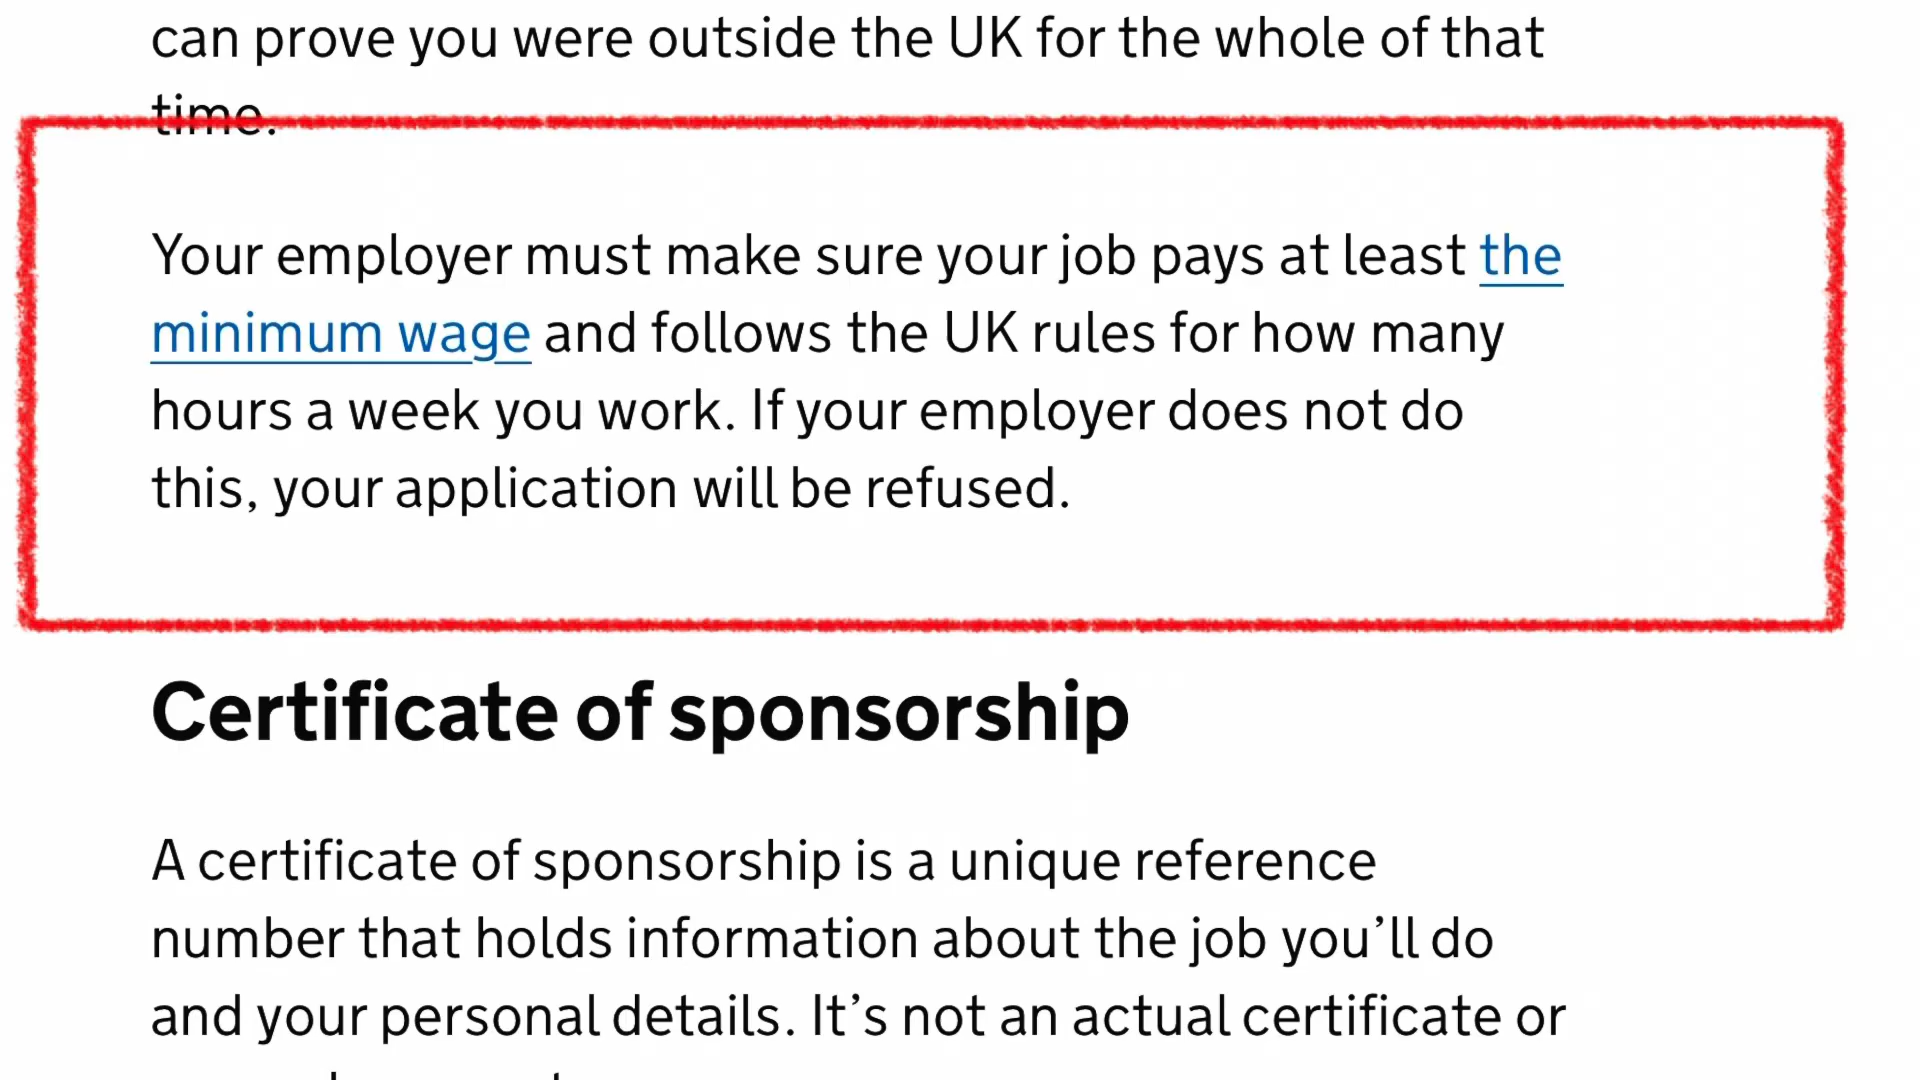 can prove you were outside the UK for the whole of that
time.
Your employer must make sure your job pays at least the
minimum wage and follows the UK rules for how many
hours a week you work. If your employer does not do
this, your application will be refused.
Certificate of sponsorship
A certificate of sponsorship is a unique reference
number that holds information about the job you’ll do
and your personal details. It’s not an actual certificate or